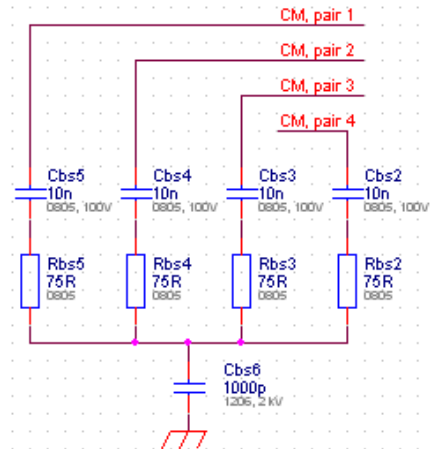 CM, pair 1
CM, pair 2
CM, pair 3
CM, pair 4
Cbs5
10n
0805, 100V
Cbs4
10n
0805, 100V
Cbs3
10n
0805, 100V
Cbs2
10n
0805, 100V
Rbs5
75R
0805
Rbs4
75R
0805
Rbs3
75R
0805
Rbs2
75R
0805
Cbs6
1000p
1206, 2 kV